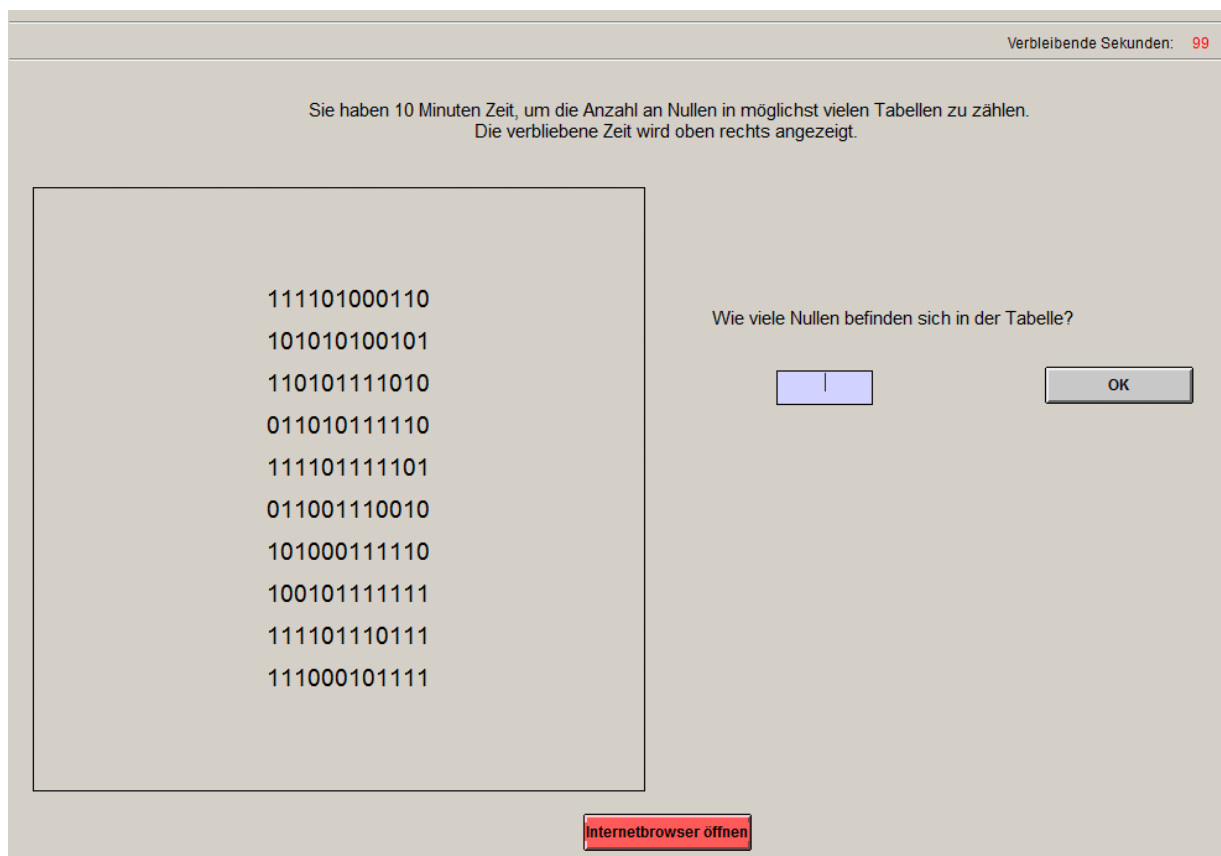 Verbleibende Sekunden: 99
Sie haben 10 Minuten Zeit, um die Anzahl an Nullen in möglichst vielen Tabellen zu zählen.
Die verbliebene Zeit wird oben rechts angezeigt.
111101000110
101010100101
110101111010
011010111110
111101111101
011001110010
101000111110
100101111111
111101110111
111000101111
Wie viele Nullen befinden sich in der Tabelle?
OK
Internetbrowser öffnen